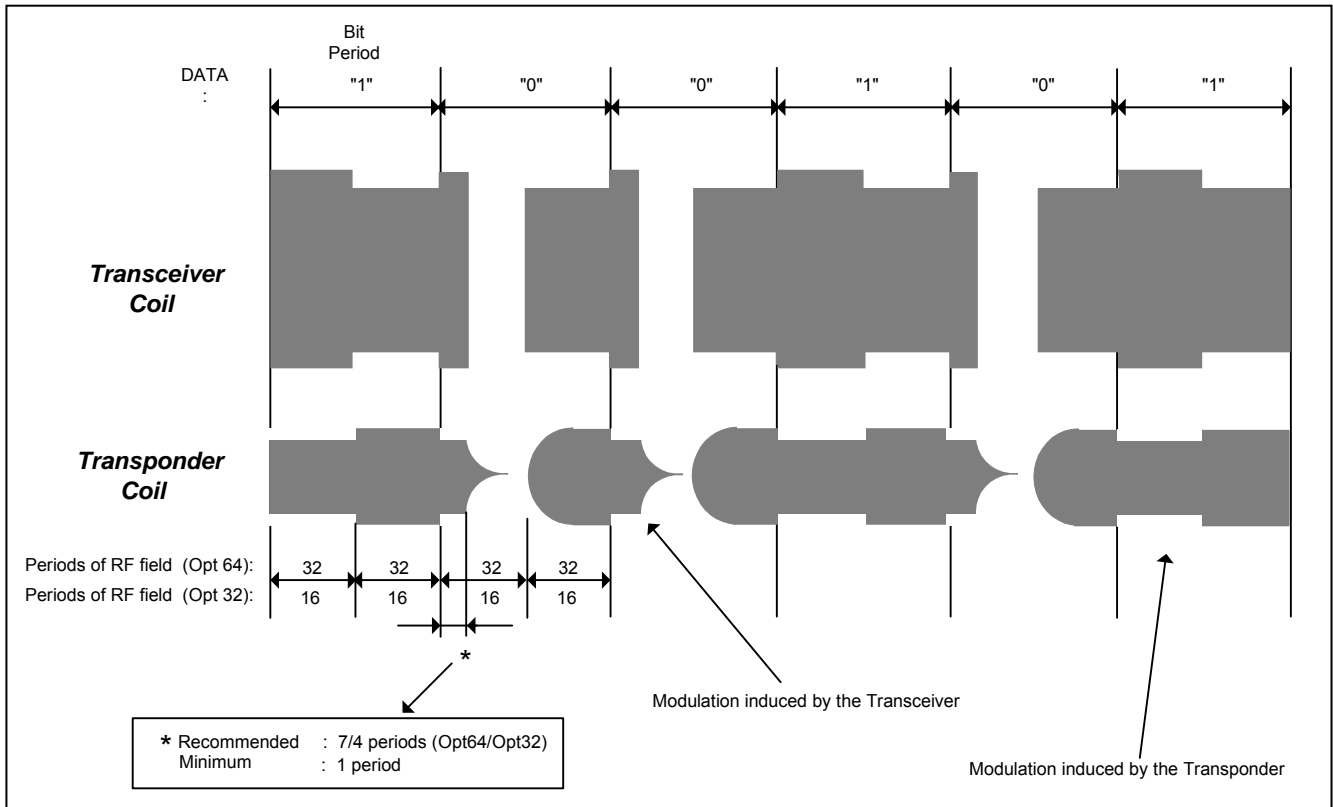 Bit
Period
DATA
:
"1" "0" "0" "1" "0" "1"
Transceiver
Coil
Transponder
Coil
Periods of RF field (Opt 64): 32 32 32 32
Periods of RF field (Opt 32): 16 16 16 16
*
Modulation induced by the Transceiver
* Recommended : 7/4 periods (Opt64/Opt32)
Minimum : 1 period
Modulation induced by the Transponder